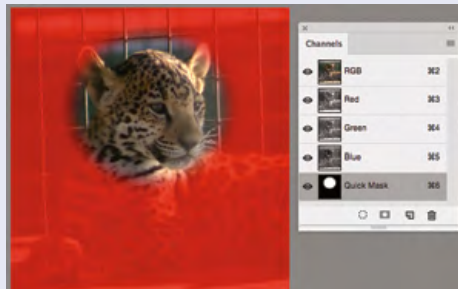 Channels
RGB ⌘2
Red ⌘3
Green ⌘4
Blue ⌘5
Quick Mask ⌘6